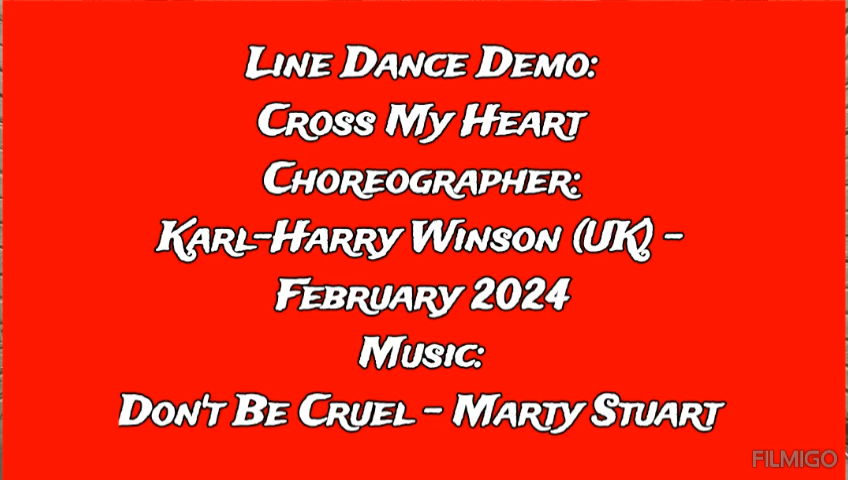 Line Dance Demo:
Cross My Heart
Choreographer:
Karl-Harry Winson (UK) -
February 2024
Music:
Don't Be Cruel - Marty Stuart
FILMIGO